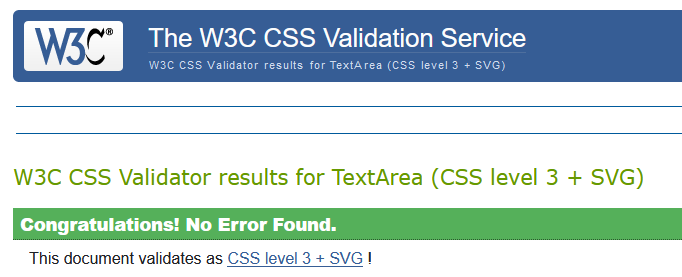 W3C®
The W3C CSS Validation Service
W3C CSS Validator results for TextArea (CSS level 3 + SVG)
W3C CSS Validator results for TextArea (CSS level 3 + SVG)
Congratulations! No Error Found.
This document validates as CSS level 3 + SVG !